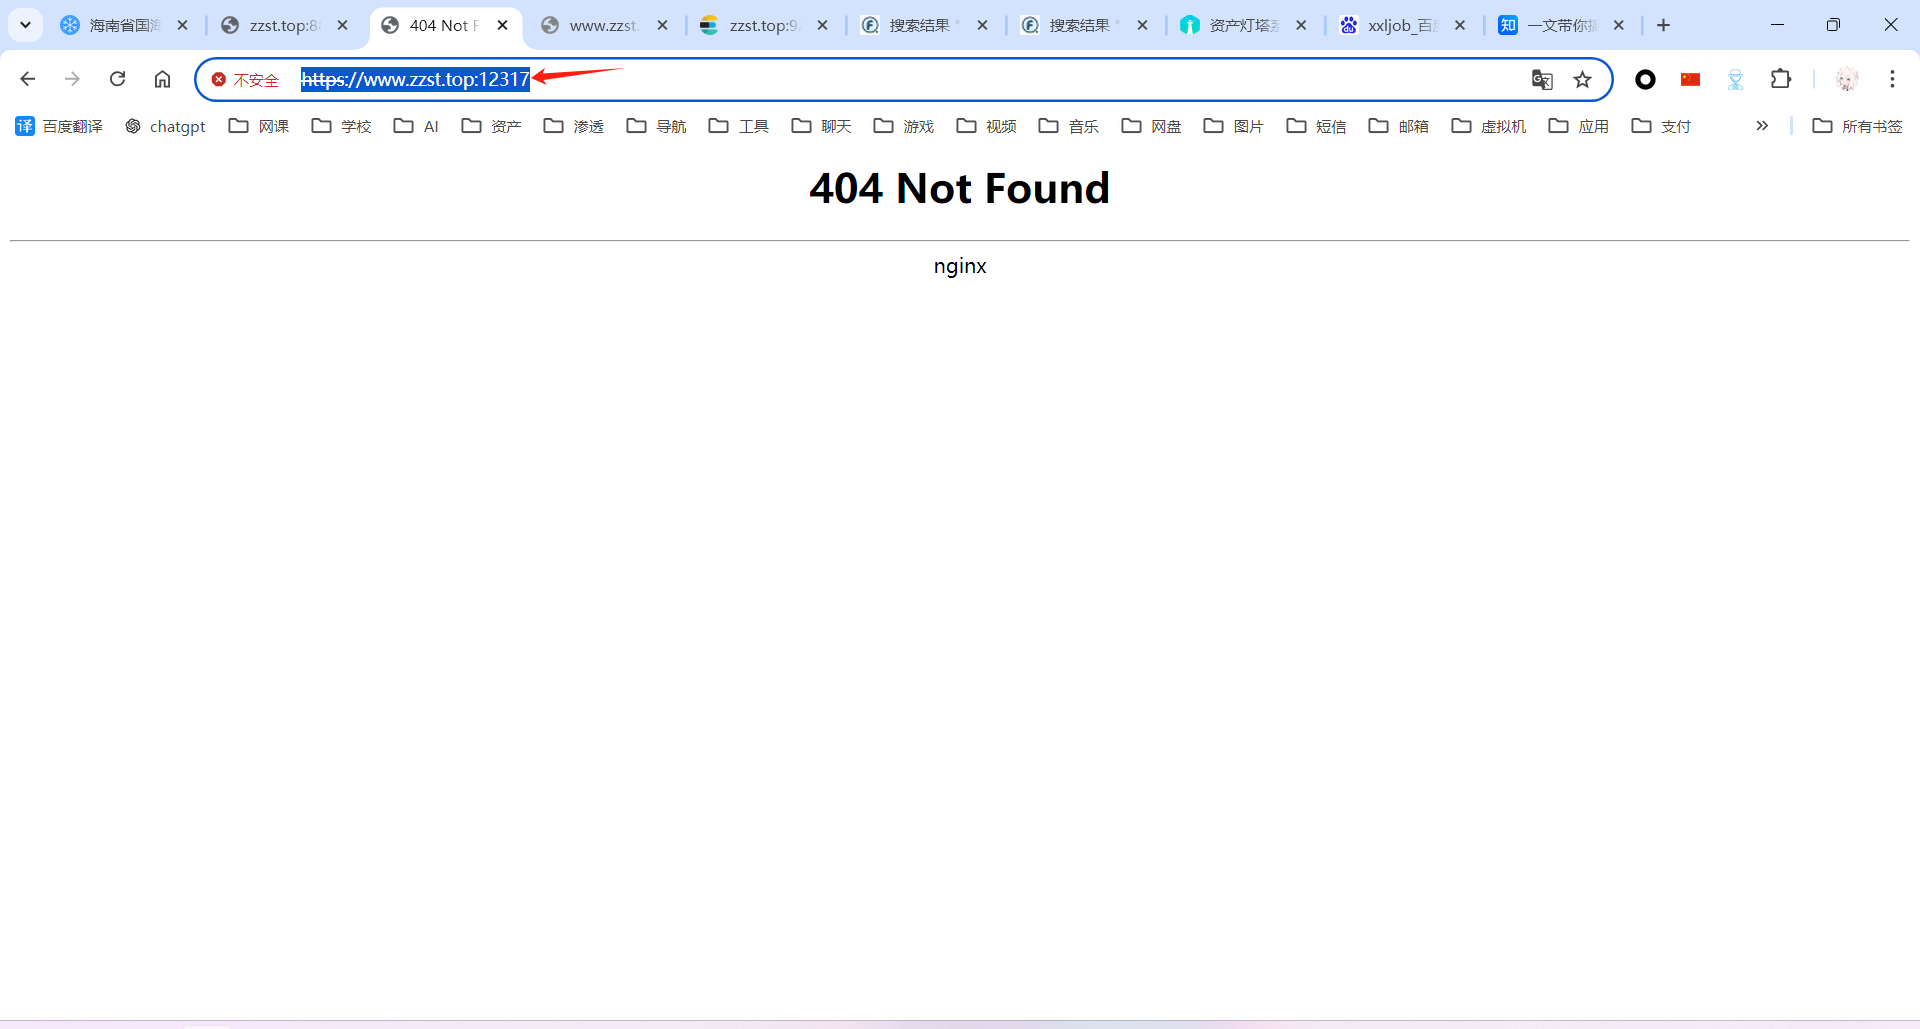 海南省国 zzst.top:8 404 Not F www.zzst. zzst.top:9 搜索结果 " 搜索结果 " 资产灯塔系 xxljob_百度 知 一文带你搞
不安全 https://www.zzst.top:12317
译 百度翻译 chatgpt 网课 学校 AI 资产 渗透 导航 工具 聊天 游戏 视频 音乐 网盘 图片 短信 邮箱 虚拟机 应用 支付 » 所有书签
404 Not Found
nginx